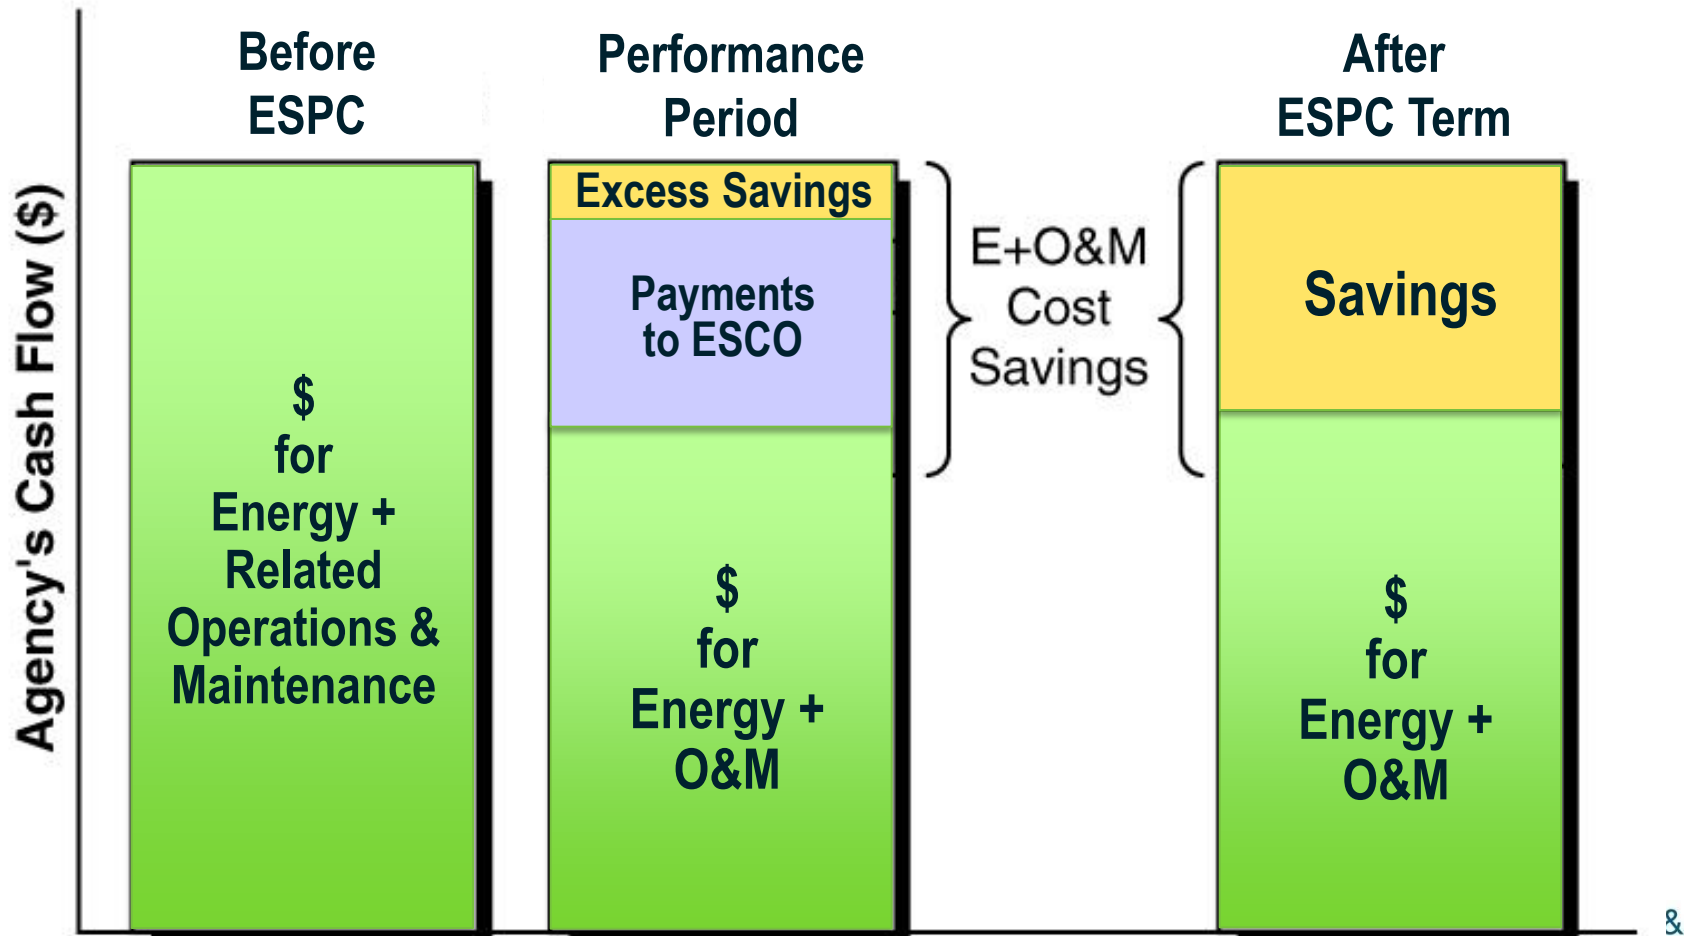 Agency's Cash Flow ($)
Before
ESPC
$
for
Energy +
Related
Operations &
Maintenance
Performance
Period
Excess Savings
Payments
to ESCO
$
for
Energy +
O&M
E+O&M
Cost
Savings
After
ESPC Term
Savings
$
for
Energy +
O&M
&